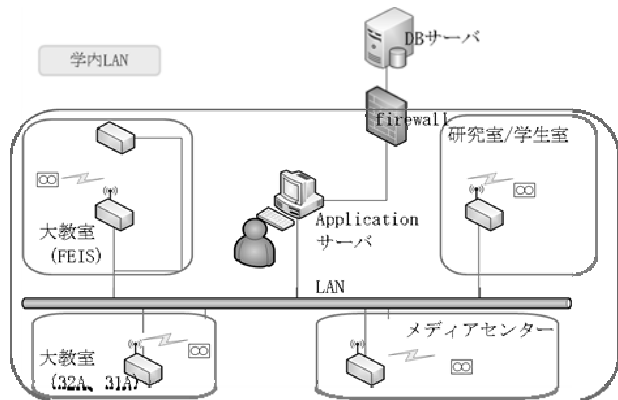 DBサーバ
学内LAN
firewall
研究室/学生室
Application
サーバ
大教室
(FEIS)
LAN
メディアセンター
大教室
(32A、31A)